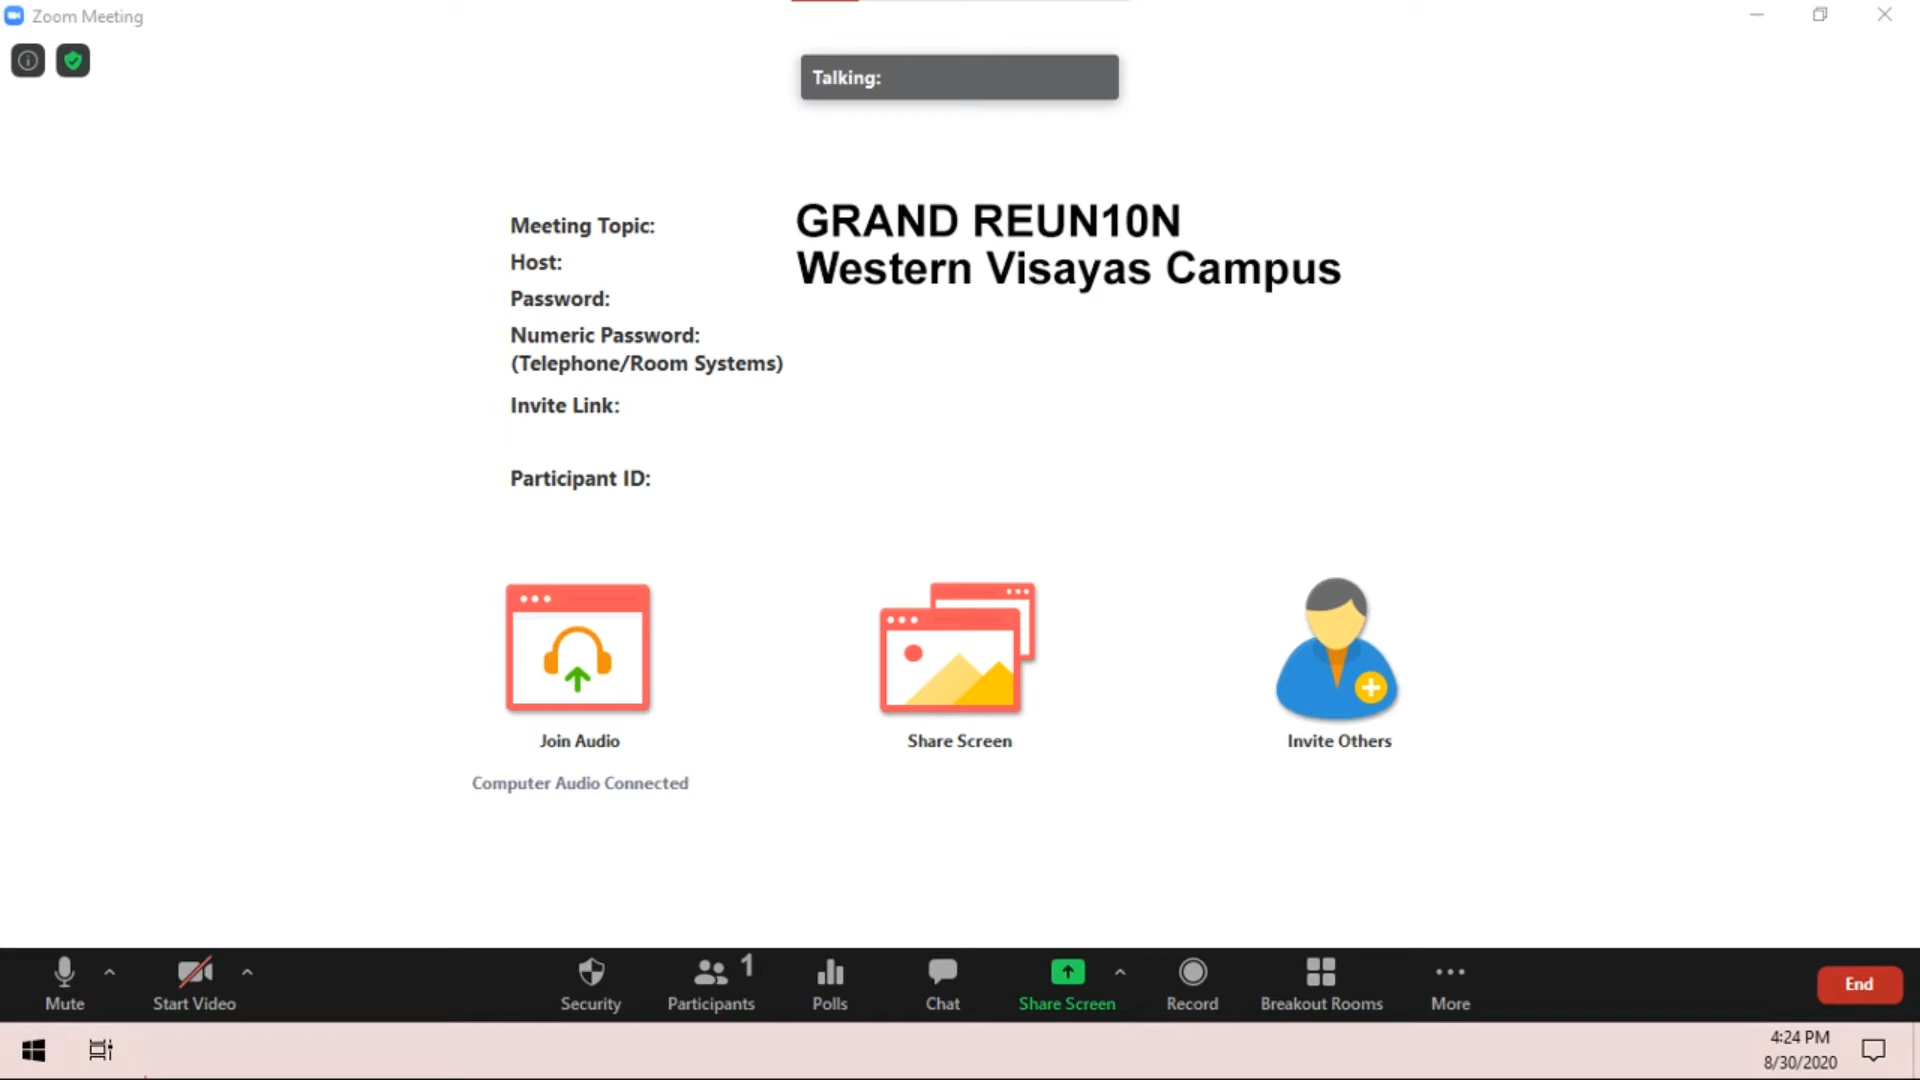 Zoom Meeting
Talking:
Meeting Topic:
GRAND REUN10N
Western Visayas Campus
Host:
Password:
Numeric Password:
(Telephone/Room Systems)
Invite Link:
Participant ID:
Join Audio
Share Screen
Invite Others
Computer Audio Connected
Mute
Start Video
Security
Participants 1
Polls
Chat
Share Screen
Record
Breakout Rooms
More
End
4:24 PM
8/30/2020